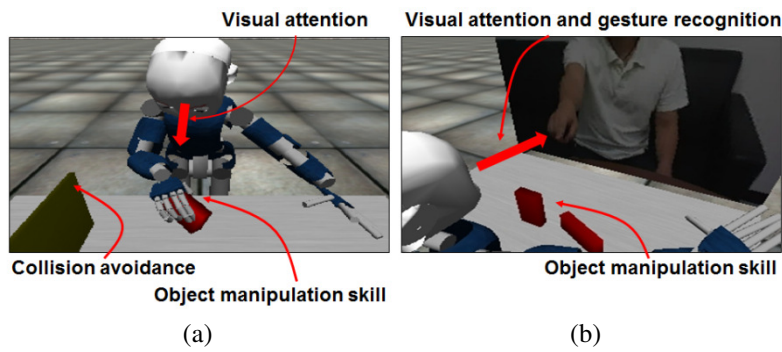 Visual attention
Visual attention and gesture recognition
Collision avoidance
Object manipulation skill
Object manipulation skill
(a)
(b)